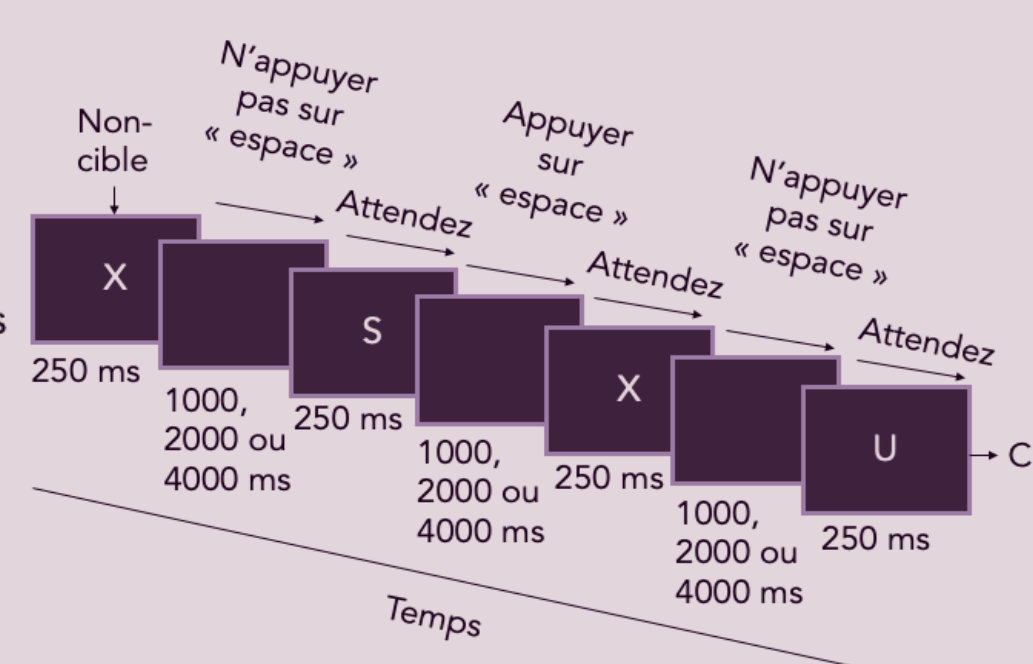 N'appuyer
pas sur
« espace »
Non-
cible
Appuyer
sur
« espace »
N'appuyer
pas sur
« espace »
Attendez
Attendez
Attendez
s
X
S
X
U
C
250 ms
1000,
2000 ou
4000 ms
250 ms
1000,
2000 ou
4000 ms
250 ms
1000,
2000 ou
4000 ms
250 ms
Temps